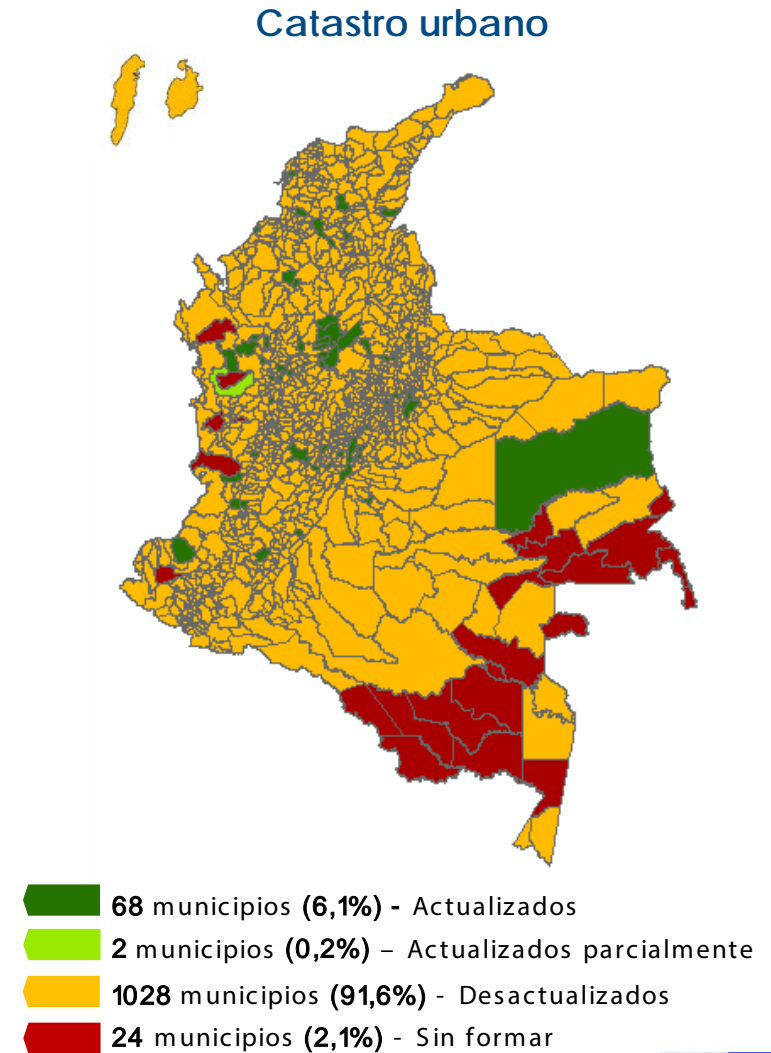 Catastro urbano
68 municipios (6,1%) - Actualizados
2 municipios (0,2%) – Actualizados parcialmente
1028 municipios (91,6%) - Desactualizados
24 municipios (2,1%) - Sin formar